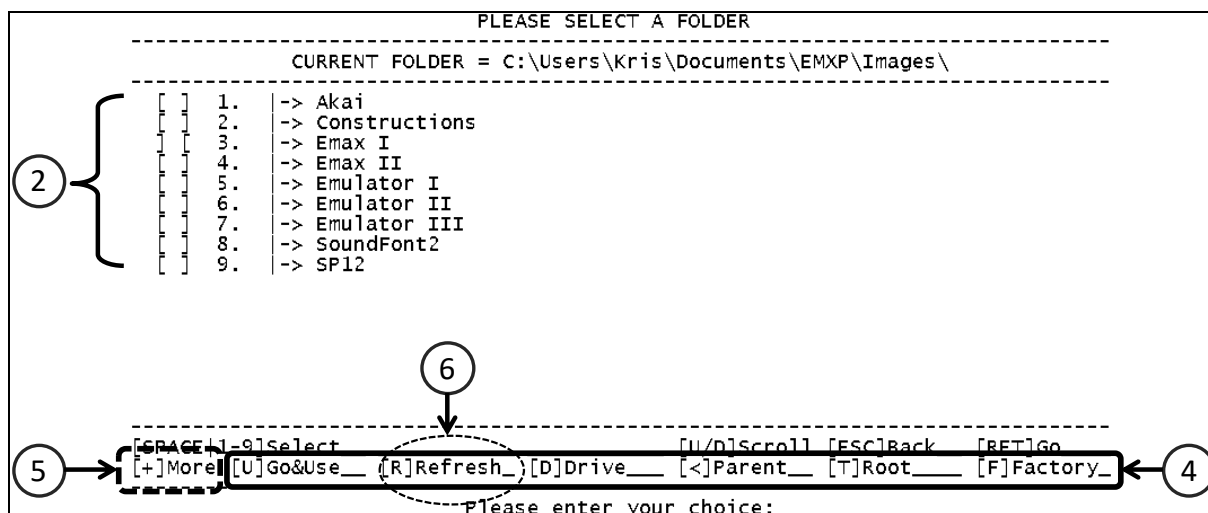 PLEASE SELECT A FOLDER
CURRENT FOLDER = C:\Users\Kris\Documents\EMXP\Images\
[ ] 1. |-> Akai
[ ] 2. |-> Constructions
] [ 3. |-> Emax I
[ ] 4. |-> Emax II
[ ] 5. |-> Emulator I
[ ] 6. |-> Emulator II
[ ] 7. |-> Emulator III
[ ] 8. |-> SoundFont2
[ ] 9. |-> SP12
2
6
[SPACE|1-9]Select [U/D]Scroll [ESC]Back [RET]Go
5 [+]More [U]Go&Use__ [R]Refresh_ [D]Drive___ [<]Parent__ [T]Root____ [F]Factory_ 4
Please enter your choice: